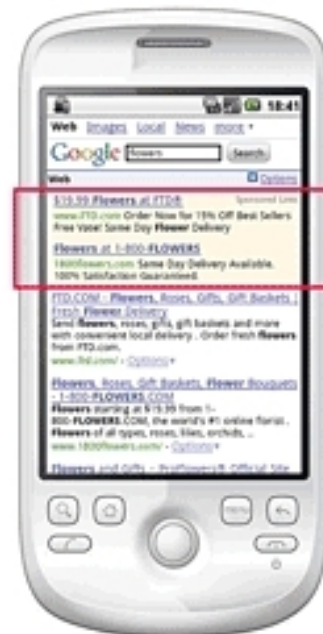 18:41
Web Images Local News more
Google flowers Search
Web Options
$19.99 Flowers at FTD® Sponsored Links
www.FTD.com Order Now for 15% Off Best Sellers
Free Vase! Same Day Flower Delivery
Flowers at 1-800-FLOWERS
1800flowers.com Same Day Delivery Available.
100% Satisfaction Guaranteed.
FTD.COM - Flowers, Roses, Gifts, Gift Baskets |
Fresh Flower Delivery
Send flowers, roses, gifts, gift baskets and more
with convenient local delivery. Order fresh flowers
from FTD.com.
www.ftd.com/ - Options
Flowers, Roses, Gift Baskets, Flower Bouquets
- 1-800-FLOWERS.COM
Flowers starting at $19.99 from 1-
800-FLOWERS.COM, the world's #1 online florist.
Flowers of all types, roses, lilies, orchids, ...
www.1800flowers.com/ - Options
Flowers and Gifts - ProFlowers® Official Site
MENU